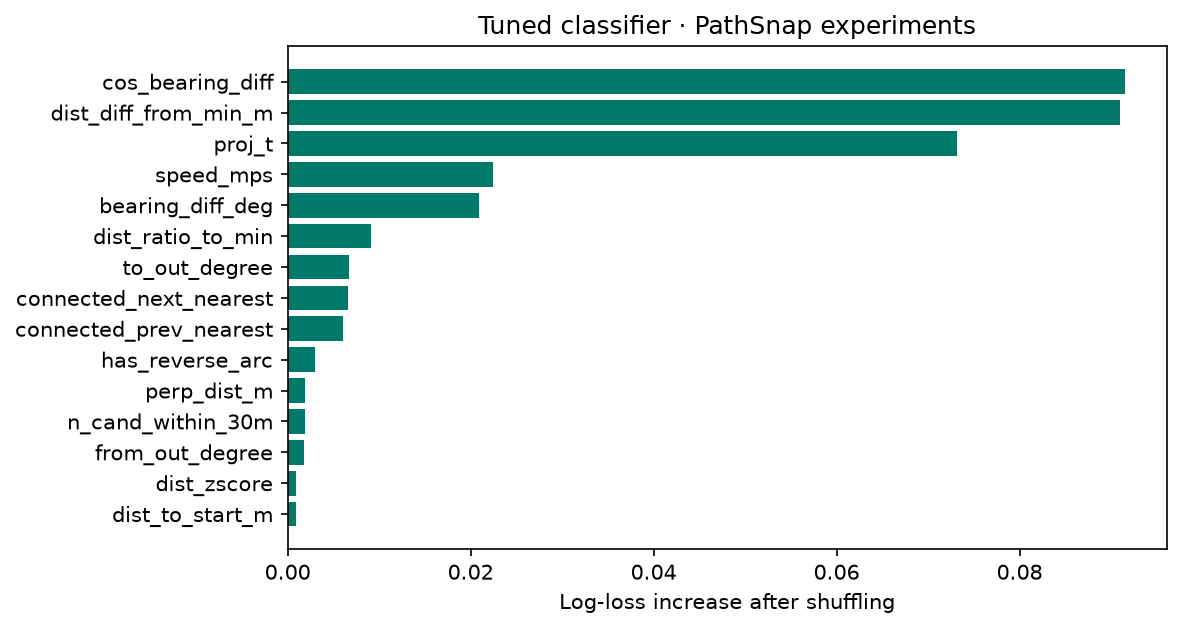 Tuned classifier · PathSnap experiments
cos_bearing_diff
dist_diff_from_min_m
proj_t
speed_mps
bearing_diff_deg
dist_ratio_to_min
to_out_degree
connected_next_nearest
connected_prev_nearest
has_reverse_arc
perp_dist_m
n_cand_within_30m
from_out_degree
dist_zscore
dist_to_start_m
0.00 0.02 0.04 0.06 0.08
Log-loss increase after shuffling